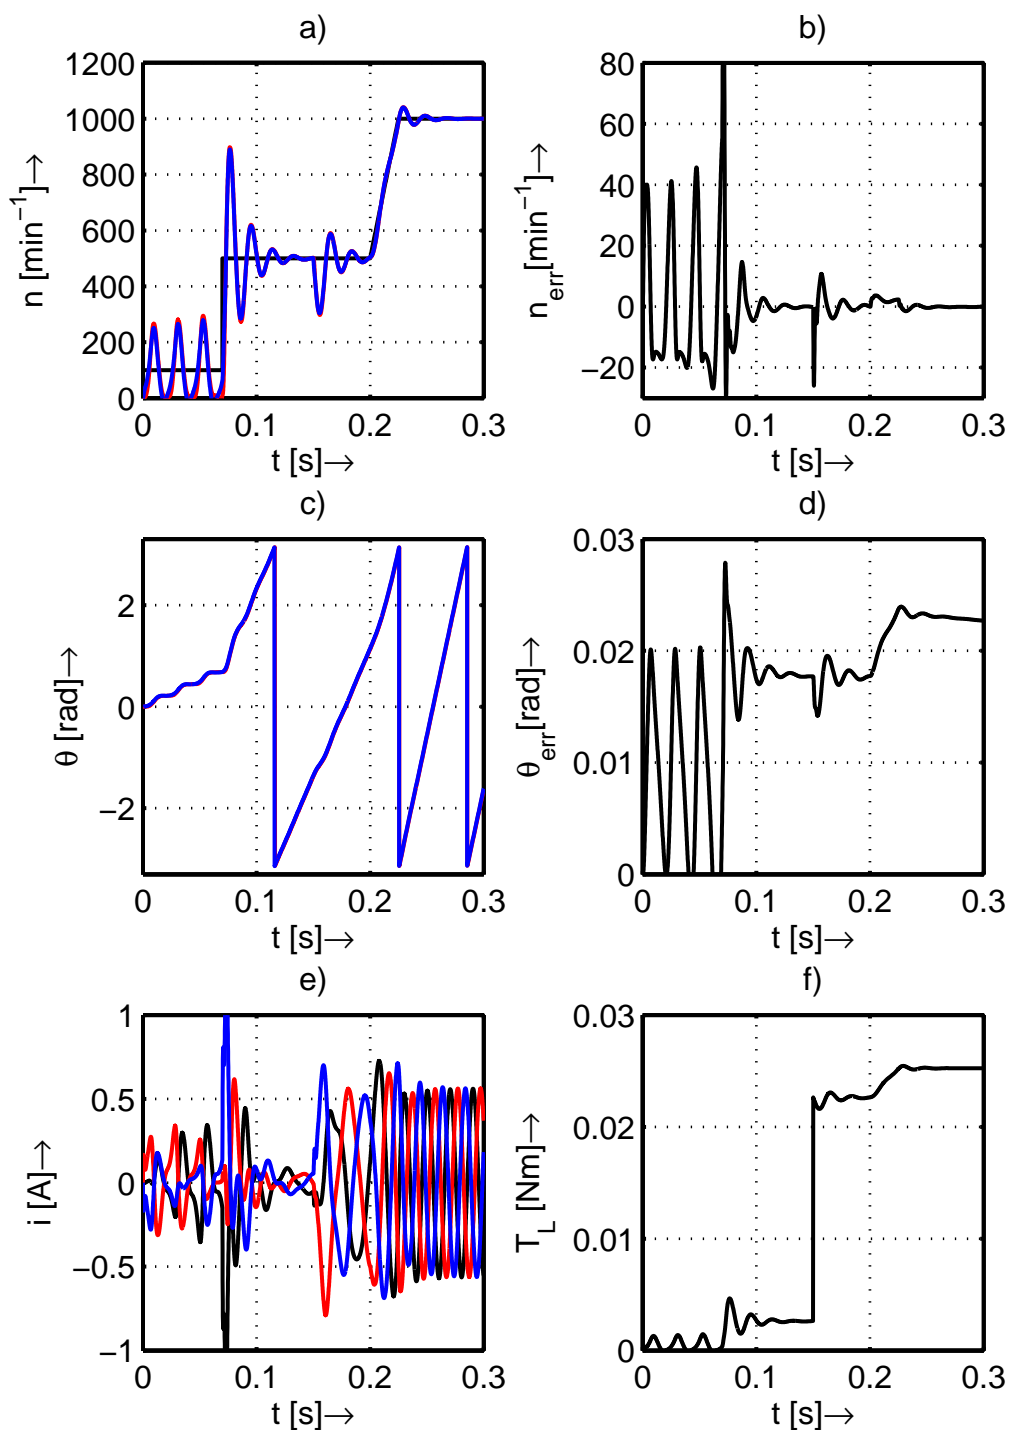 a)
1200
1000
800
600
400
200
0
0 0.1 0.2 0.3
n [min⁻¹]→
t [s]→
b)
80
60
40
20
0
−20
0 0.1 0.2 0.3
n_err[min⁻¹]→
t [s]→
c)
2
0
−2
0 0.1 0.2 0.3
θ [rad]→
t [s]→
d)
0.03
0.02
0.01
0
0 0.1 0.2 0.3
θ_err[rad]→
t [s]→
e)
1
0.5
0
−0.5
−1
0 0.1 0.2 0.3
i [A]→
t [s]→
f)
0.03
0.02
0.01
0
0 0.1 0.2 0.3
T_L [Nm]→
t [s]→